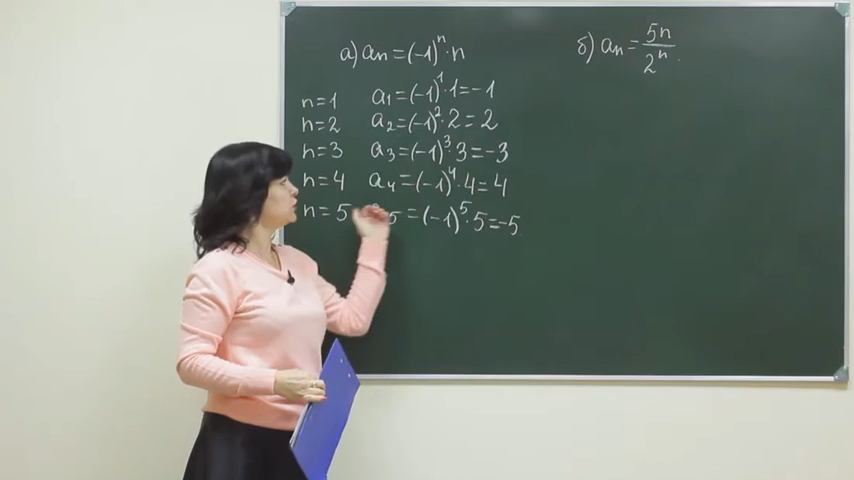 а) aₙ = (-1)ⁿ · n
n = 1 a₁ = (-1)¹ · 1 = -1
n = 2 a₂ = (-1)² · 2 = 2
n = 3 a₃ = (-1)³ · 3 = -3
n = 4 a₄ = (-1)⁴ · 4 = 4
n = 5 a₅ = (-1)⁵ · 5 = -5
б) aₙ = 5n / 2ⁿ .